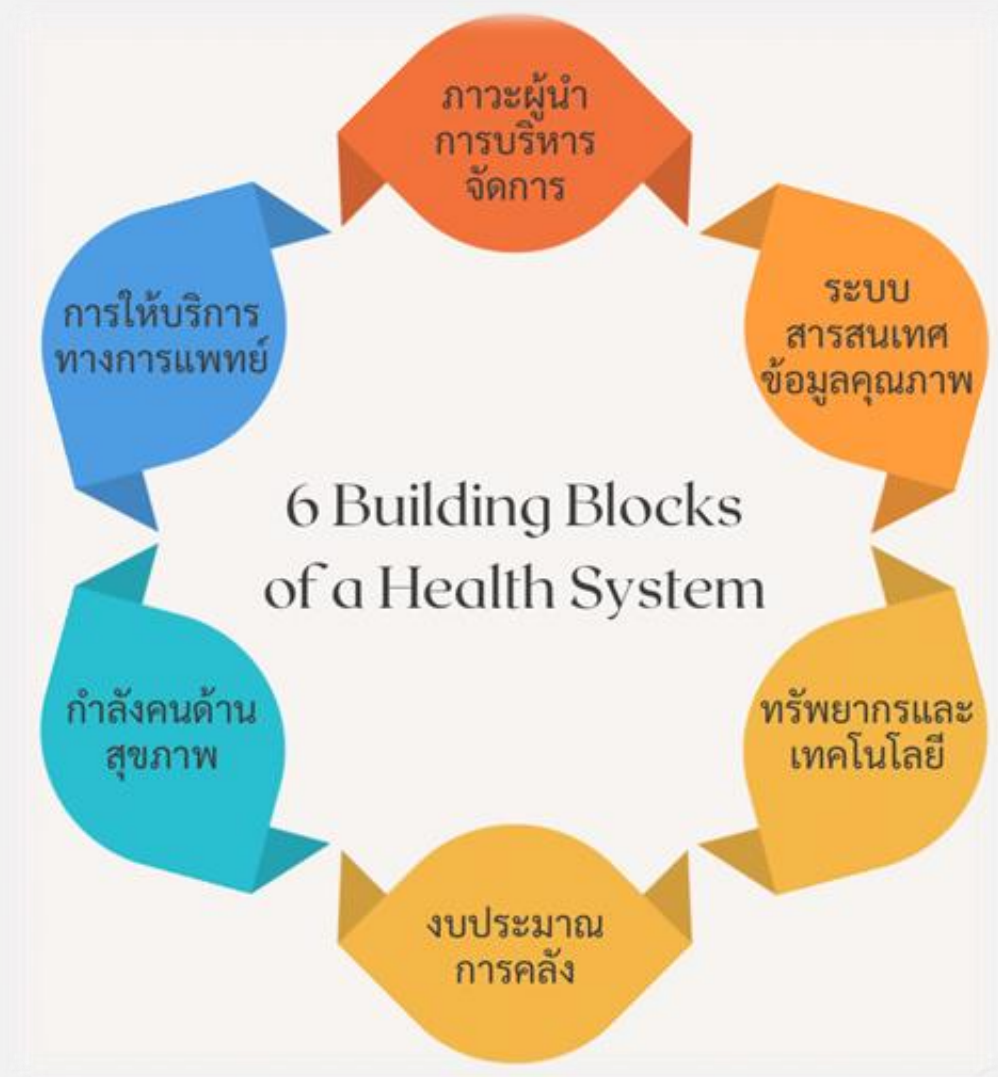 ภาวะผู้นำ
การบริหาร
จัดการ
ระบบ
สารสนเทศ
ข้อมูลคุณภาพ
ทรัพยากรและ
เทคโนโลยี
งบประมาณ
การคลัง
กำลังคนด้าน
สุขภาพ
การให้บริการ
ทางการแพทย์
6 Building Blocks
of a Health System